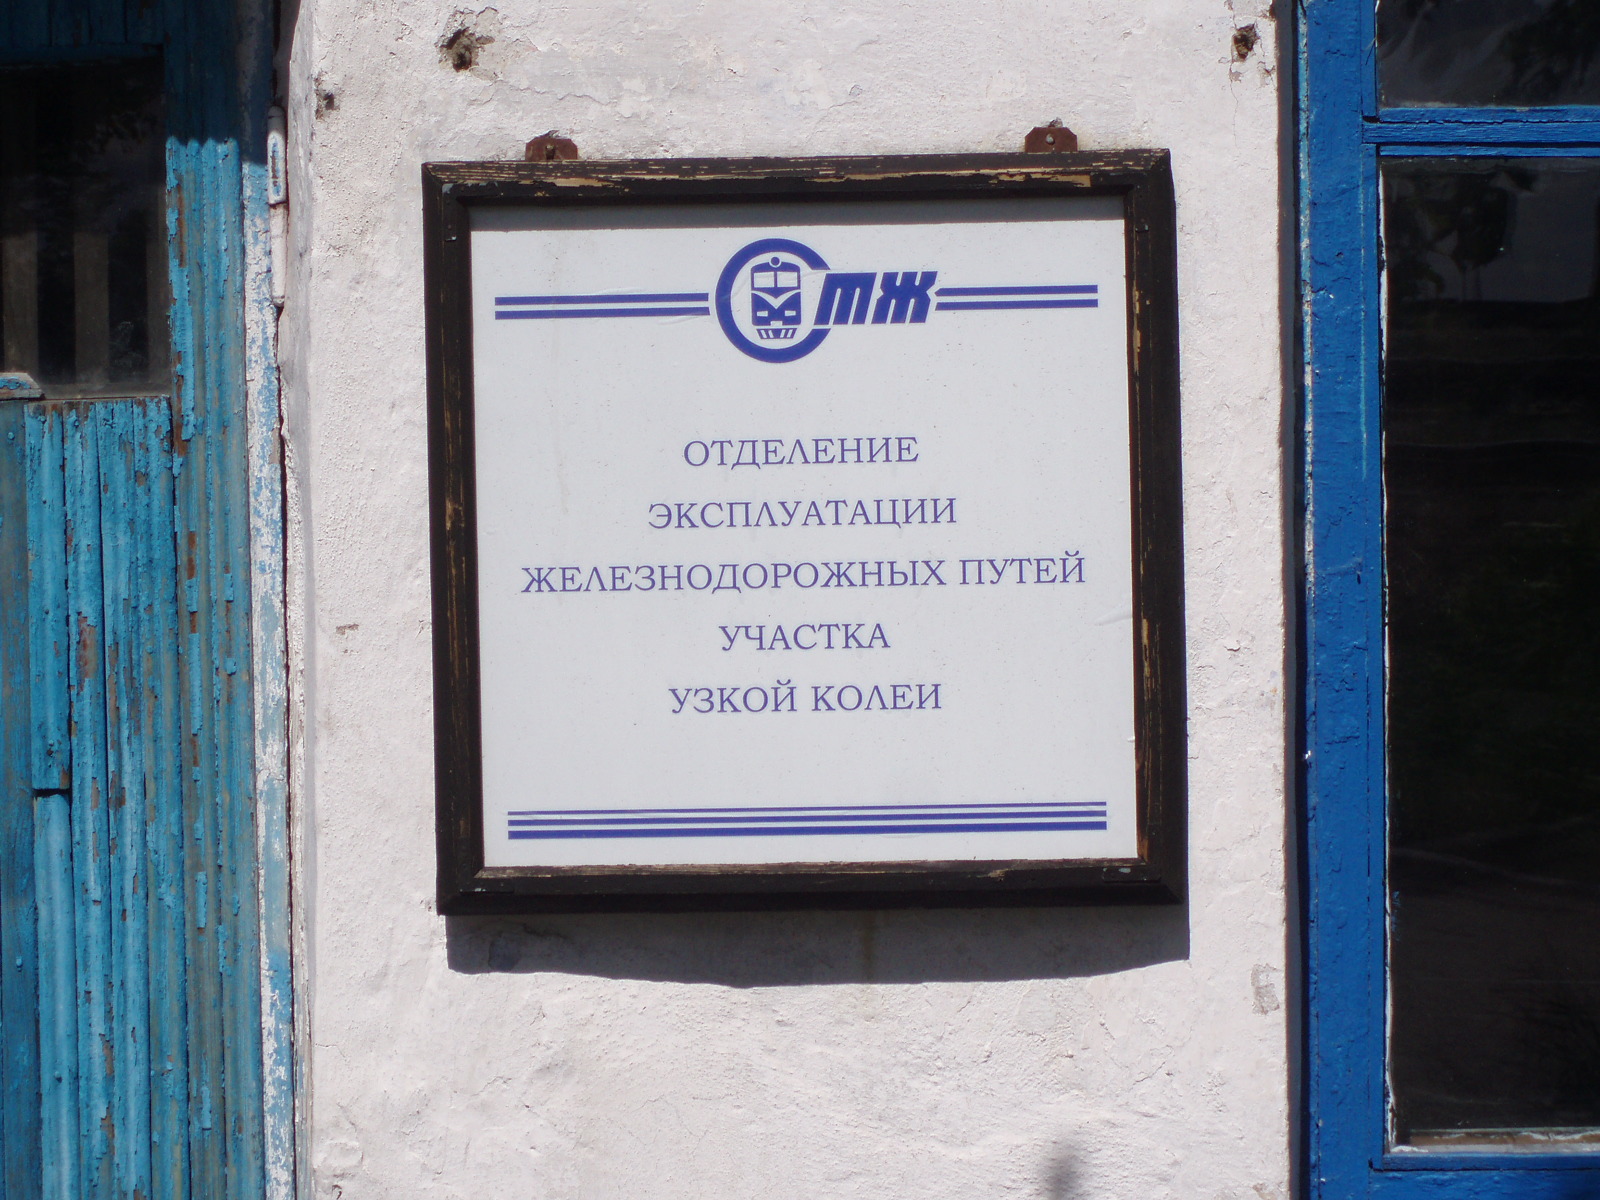 СТЖ
ОТДЕЛЕНИЕ
ЭКСПЛУАТАЦИИ
ЖЕЛЕЗНОДОРОЖНЫХ ПУТЕЙ
УЧАСТКА
УЗКОЙ КОЛЕИ